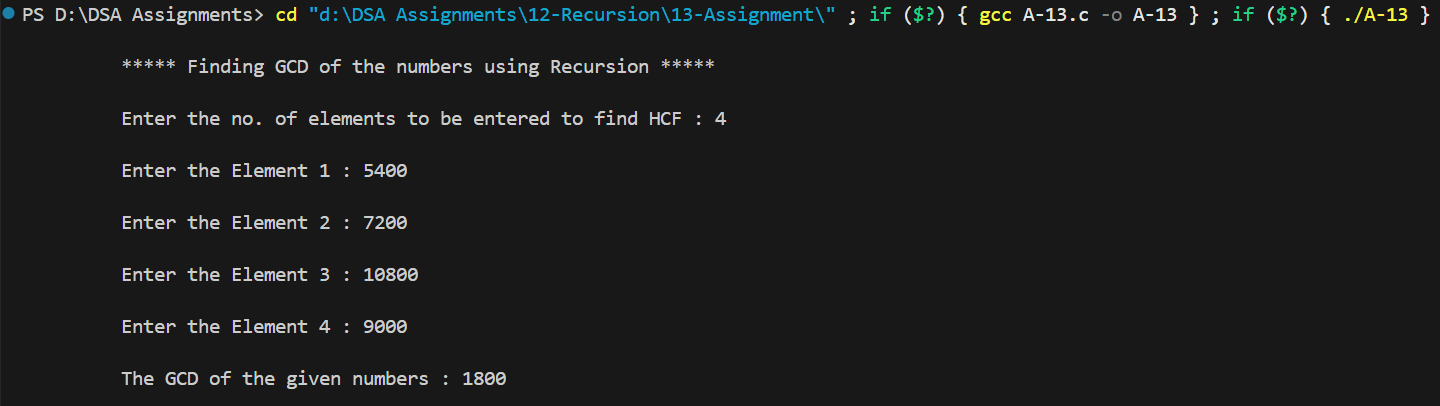 PS D:\DSA Assignments> cd "d:\DSA Assignments\12-Recursion\13-Assignment\" ; if ($?) { gcc A-13.c -o A-13 } ; if ($?) { ./A-13 }
***** Finding GCD of the numbers using Recursion *****
Enter the no. of elements to be entered to find HCF : 4
Enter the Element 1 : 5400
Enter the Element 2 : 7200
Enter the Element 3 : 10800
Enter the Element 4 : 9000
The GCD of the given numbers : 1800